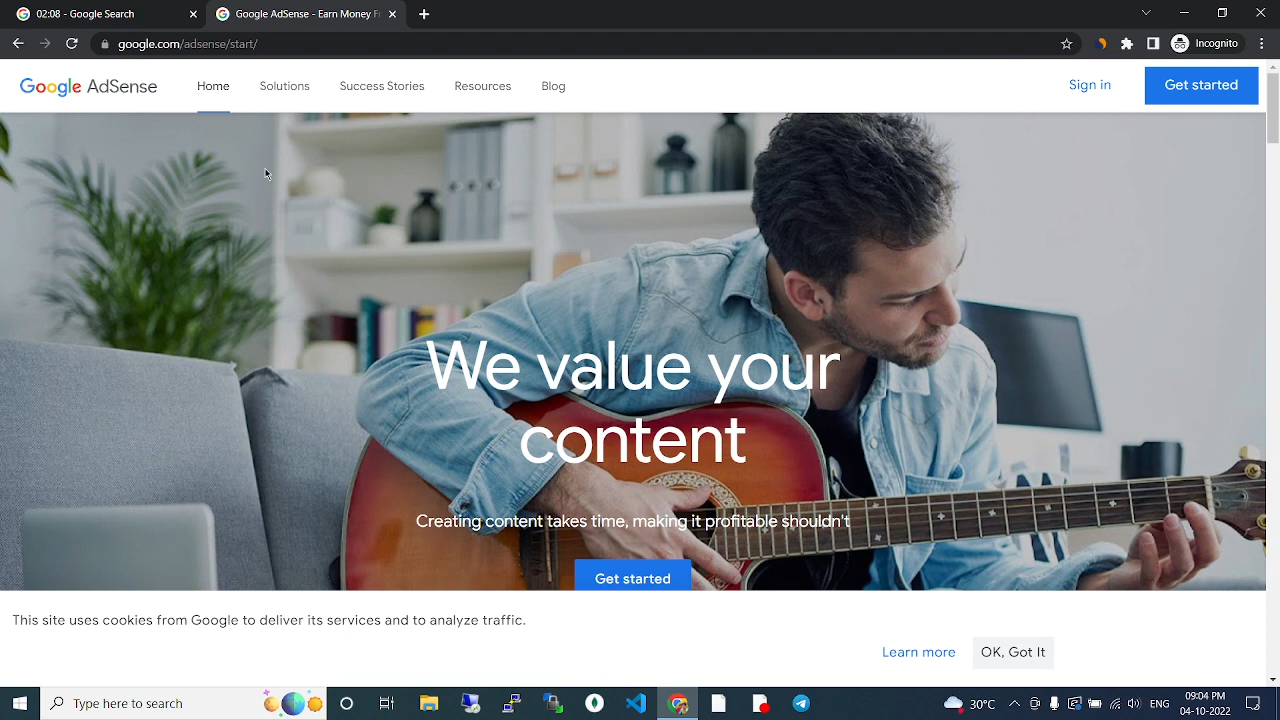 02:08 - Google Search
Google AdSense - Earn Money Fr
google.com/adsense/start/
Incognito
Google AdSense
Home
Solutions
Success Stories
Resources
Blog
Sign in
Get started
We value your
content
Creating content takes time, making it profitable shouldn't
Get started
This site uses cookies from Google to deliver its services and to analyze traffic.
Learn more
OK, Got It
Type here to search
30°C
ENG
09:04 PM
04-10-2022